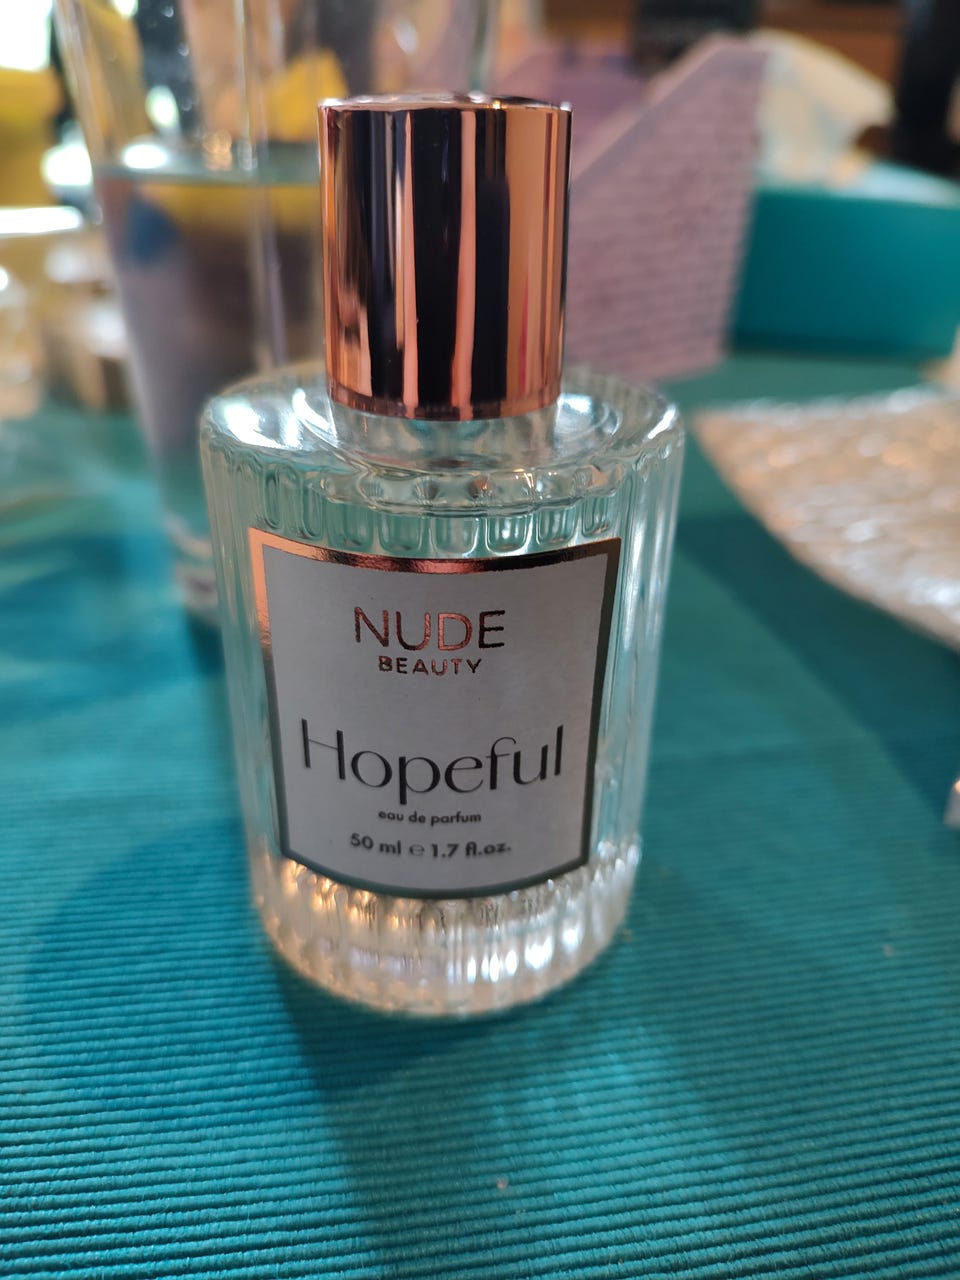 NUDE
BEAUTY
Hopeful
eau de parfum
50 ml ℮ 1.7 fl.oz.